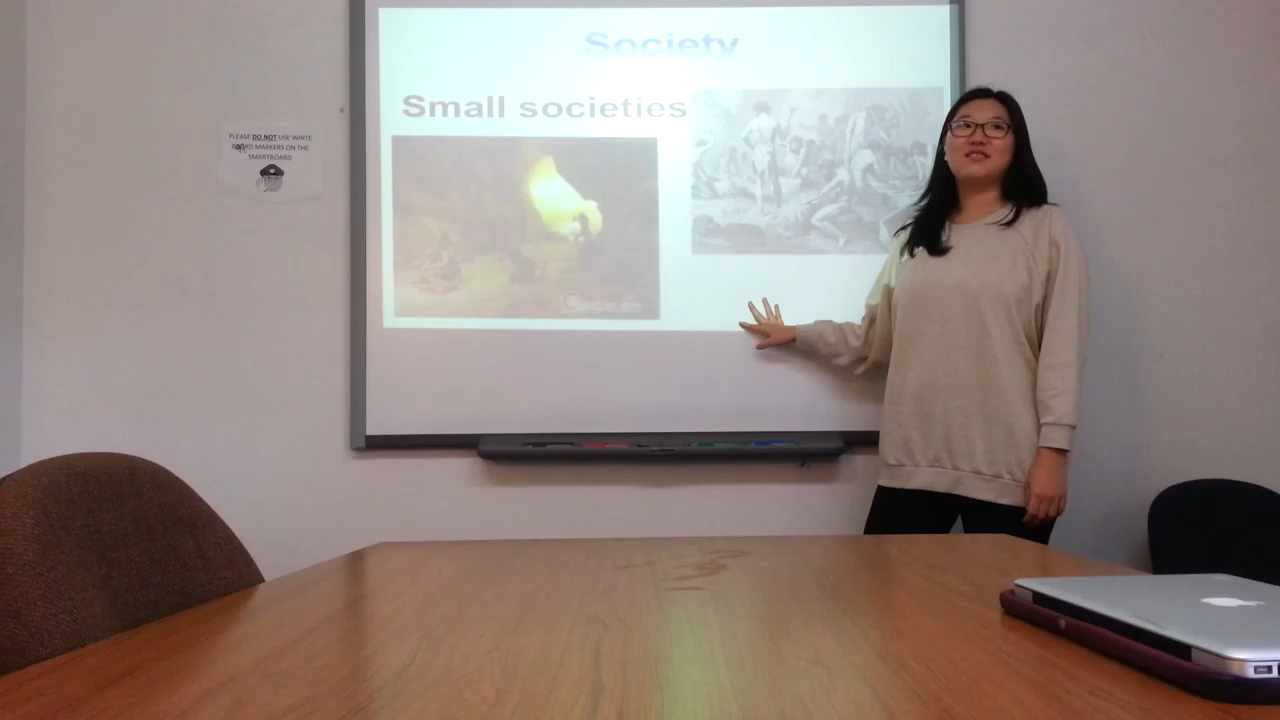 Society
Small societies
PLEASE DO NOT USE WHITE
BOARD MARKERS ON THE
SMARTBOARD